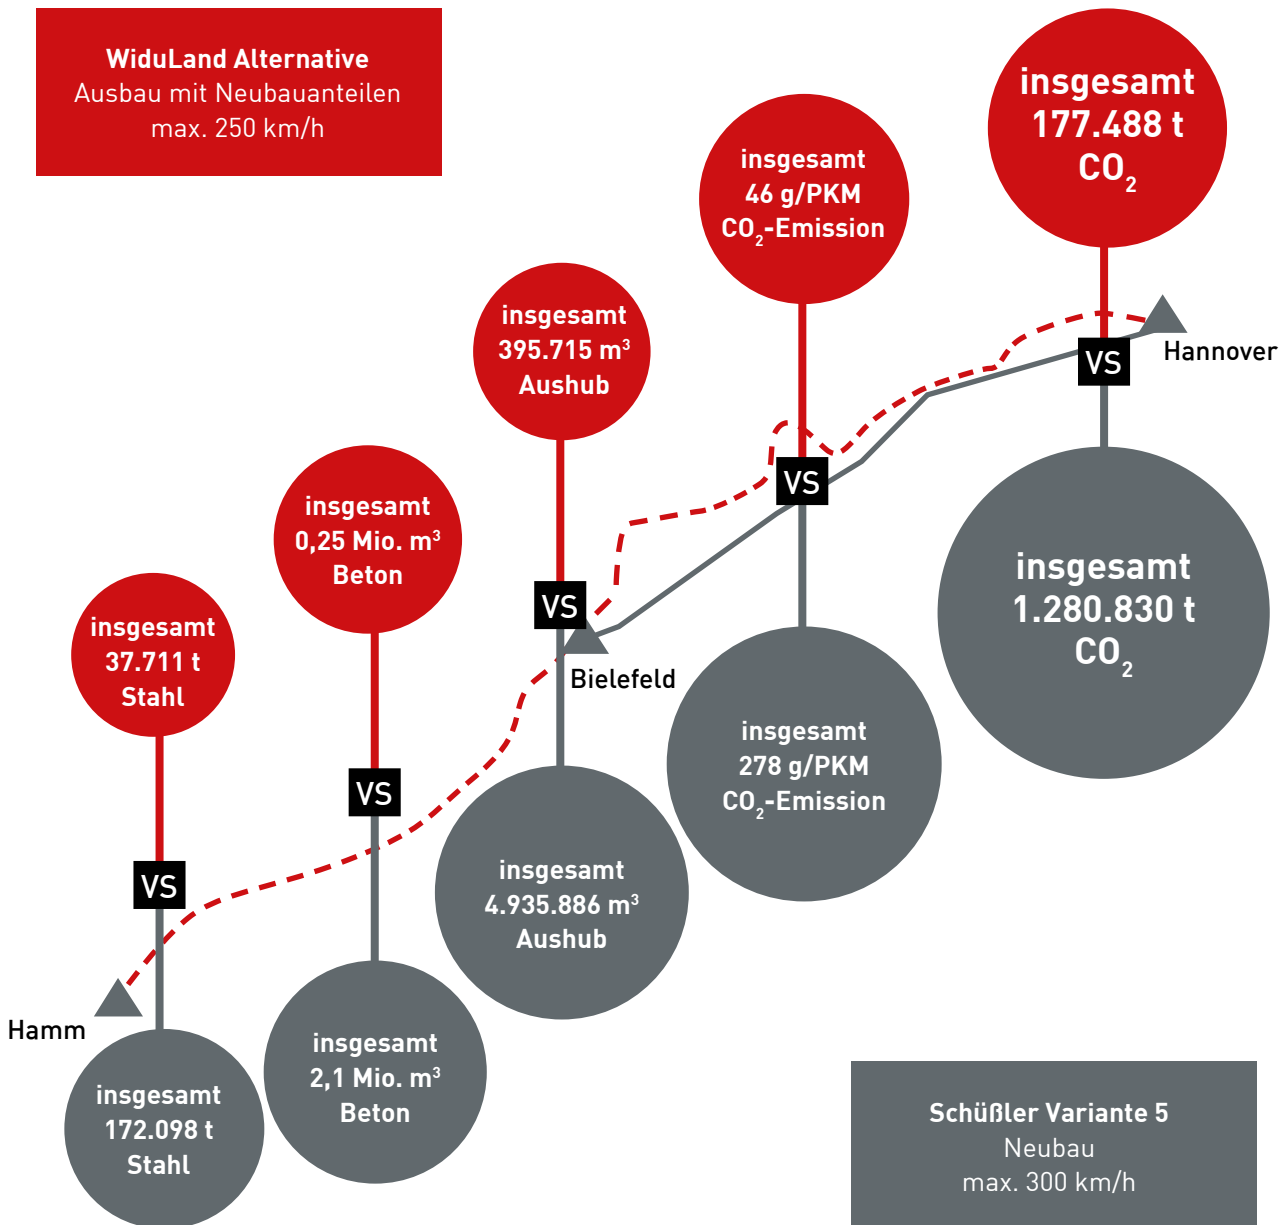 WiduLand Alternative
Ausbau mit Neubauanteilen
max. 250 km/h
insgesamt
177.488 t
CO₂
insgesamt
46 g/PKM
CO₂-Emission
insgesamt
395.715 m³
Aushub
insgesamt
0,25 Mio. m³
Beton
insgesamt
37.711 t
Stahl
VS
VS
VS
VS
VS
Hannover
Bielefeld
Hamm
insgesamt
1.280.830 t
CO₂
insgesamt
278 g/PKM
CO₂-Emission
insgesamt
4.935.886 m³
Aushub
insgesamt
2,1 Mio. m³
Beton
insgesamt
172.098 t
Stahl
Schüßler Variante 5
Neubau
max. 300 km/h